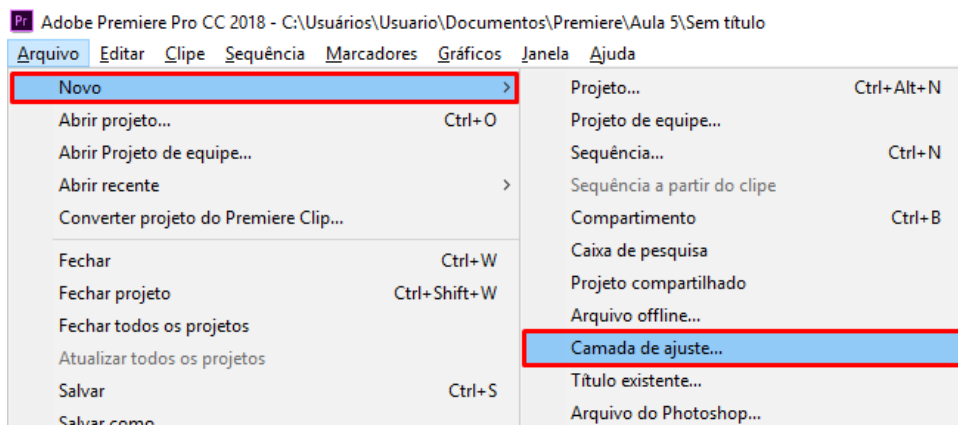 Pr Adobe Premiere Pro CC 2018 - C:\Usuários\Usuario\Documentos\Premiere\Aula 5\Sem título
Arquivo Editar Clipe Sequência Marcadores Gráficos Janela Ajuda
Novo >
Abrir projeto... Ctrl+O
Abrir Projeto de equipe...
Abrir recente >
Converter projeto do Premiere Clip...
Fechar Ctrl+W
Fechar projeto Ctrl+Shift+W
Fechar todos os projetos
Atualizar todos os projetos
Salvar Ctrl+S
Salvar como
Projeto... Ctrl+Alt+N
Projeto de equipe...
Sequência... Ctrl+N
Sequência a partir do clipe
Compartimento Ctrl+B
Caixa de pesquisa
Projeto compartilhado
Arquivo offline...
Camada de ajuste...
Título existente...
Arquivo do Photoshop...